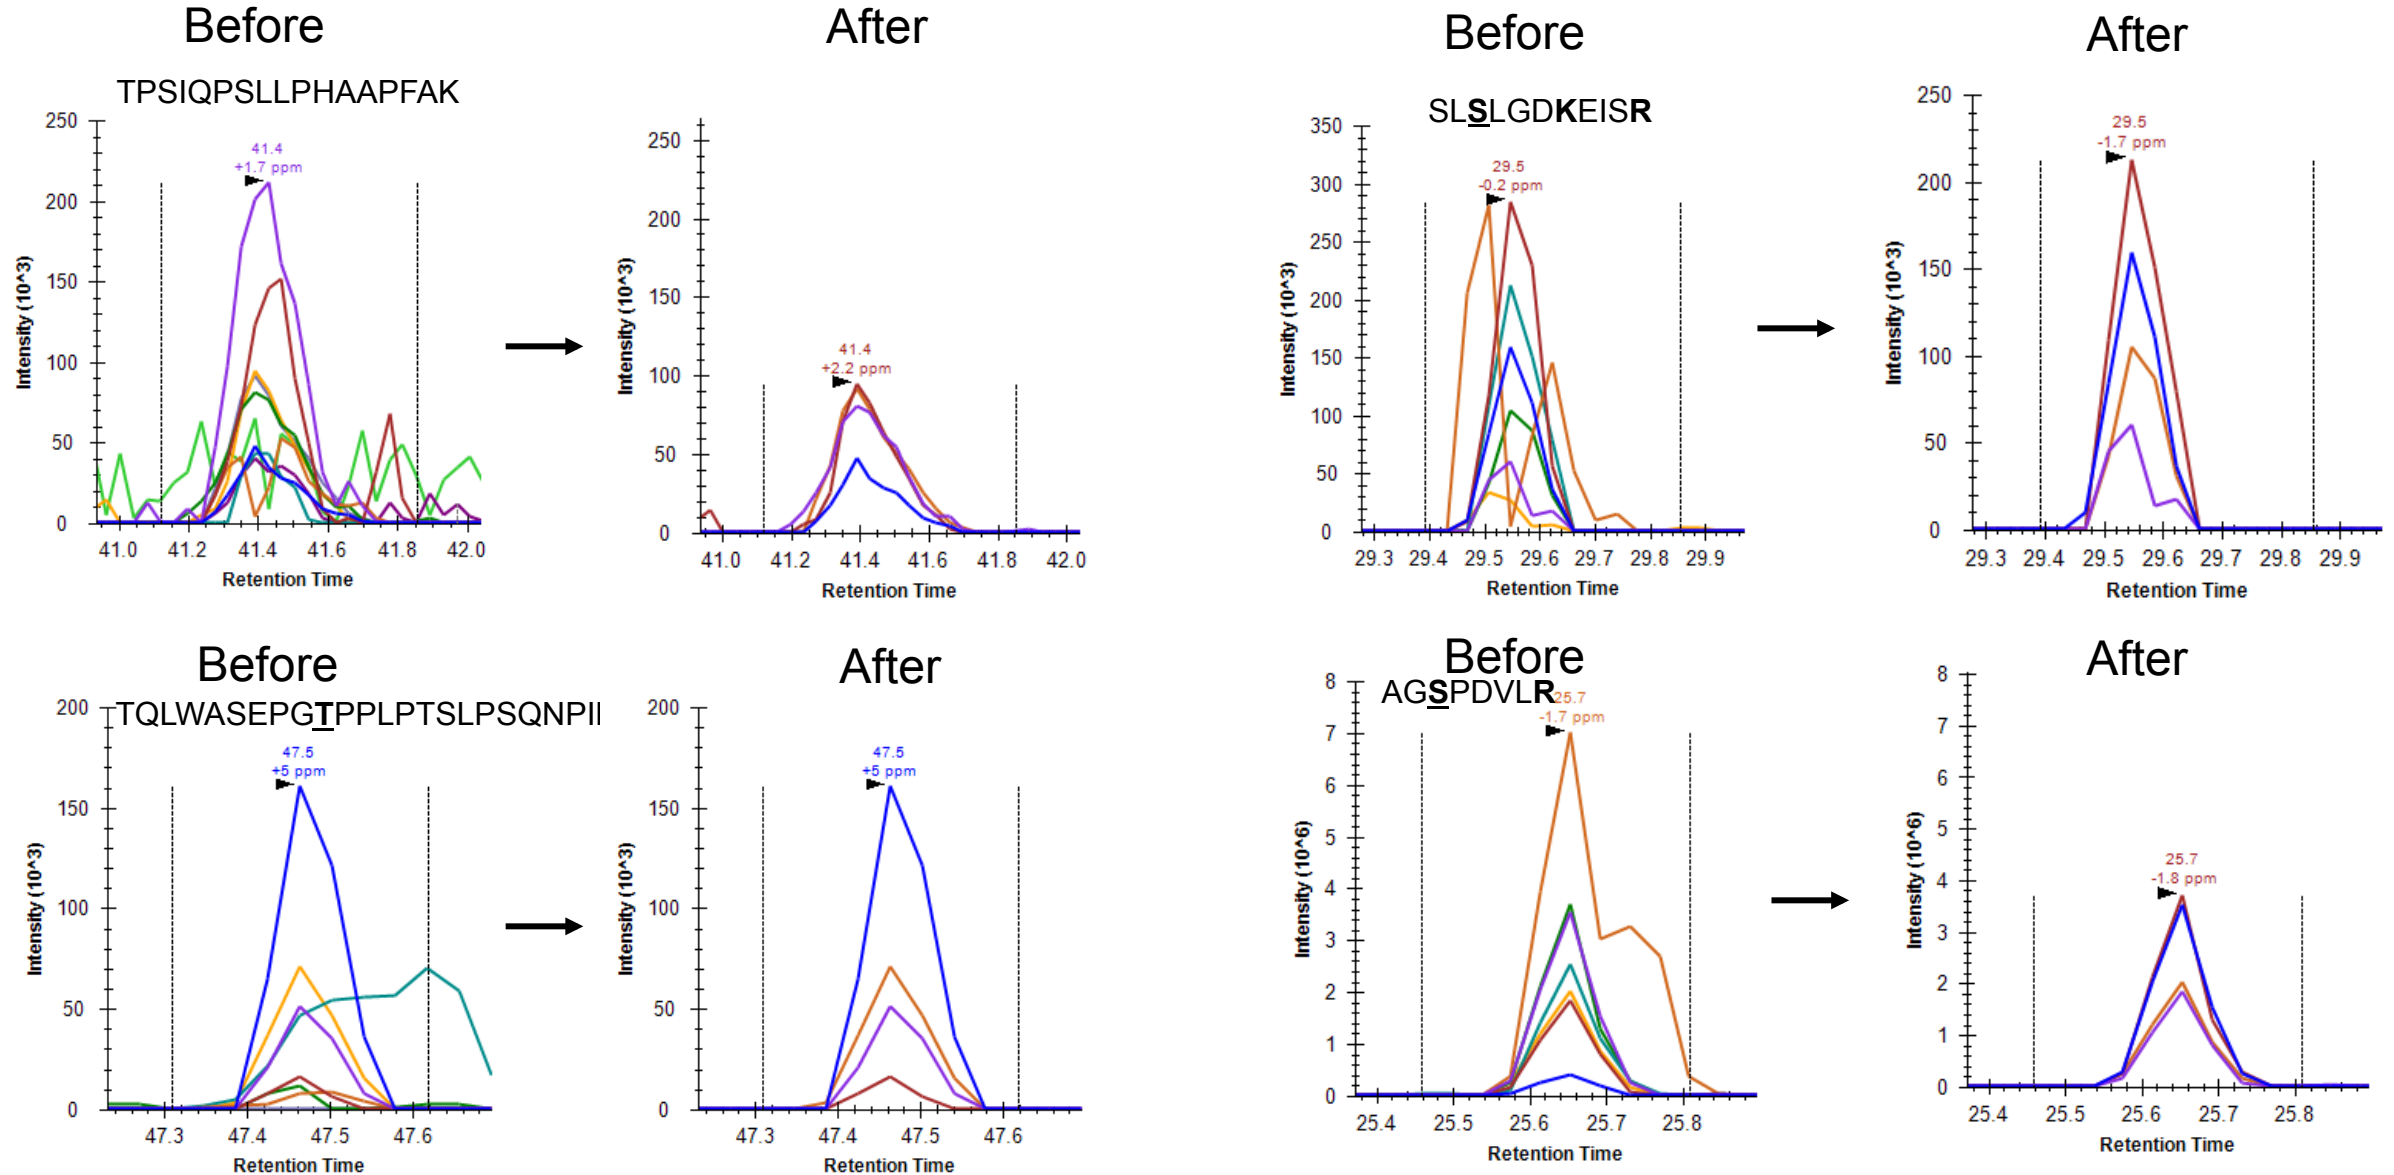 Before
After
TPSIQPSLLPHAAPFAK
250
200
150
100
50
0
Intensity (10^3)
41.4
+1.7 ppm
41.0 41.2 41.4 41.6 41.8 42.0
Retention Time
250
200
150
100
50
0
Intensity (10^3)
41.4
+2.2 ppm
41.0 41.2 41.4 41.6 41.8 42.0
Retention Time
Before
After
SLSLGDKEISR
350
300
250
200
150
100
50
0
Intensity (10^3)
29.5
-0.2 ppm
29.3 29.4 29.5 29.6 29.7 29.8 29.9
Retention Time
250
200
150
100
50
0
Intensity (10^3)
29.5
-1.7 ppm
29.3 29.4 29.5 29.6 29.7 29.8 29.9
Retention Time
Before
After
TQLWASEPGTPPLPTSLPSQNPI
200
150
100
50
0
Intensity (10^3)
47.5
+5 ppm
47.3 47.4 47.5 47.6
Retention Time
200
150
100
50
0
Intensity (10^3)
47.5
+5 ppm
47.3 47.4 47.5 47.6
Retention Time
Before
After
AGSPDVLR
8
7
6
5
4
3
2
1
0
Intensity (10^6)
25.7
-1.7 ppm
25.4 25.5 25.6 25.7 25.8
Retention Time
8
7
6
5
4
3
2
1
0
Intensity (10^6)
25.7
-1.8 ppm
25.4 25.5 25.6 25.7 25.8
Retention Time